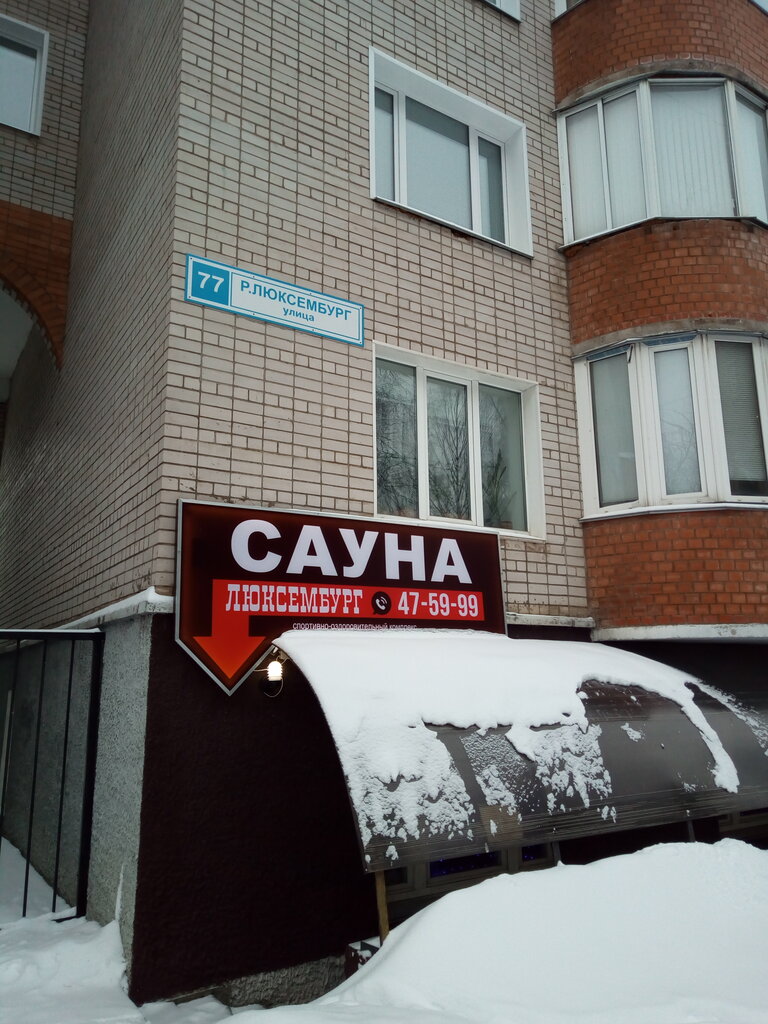 77
Р.ЛЮКСЕМБУРГ
улица
САУНА
ЛЮКСЕМБУРГ 47-59-99
спортивно-оздоровительный комплекс